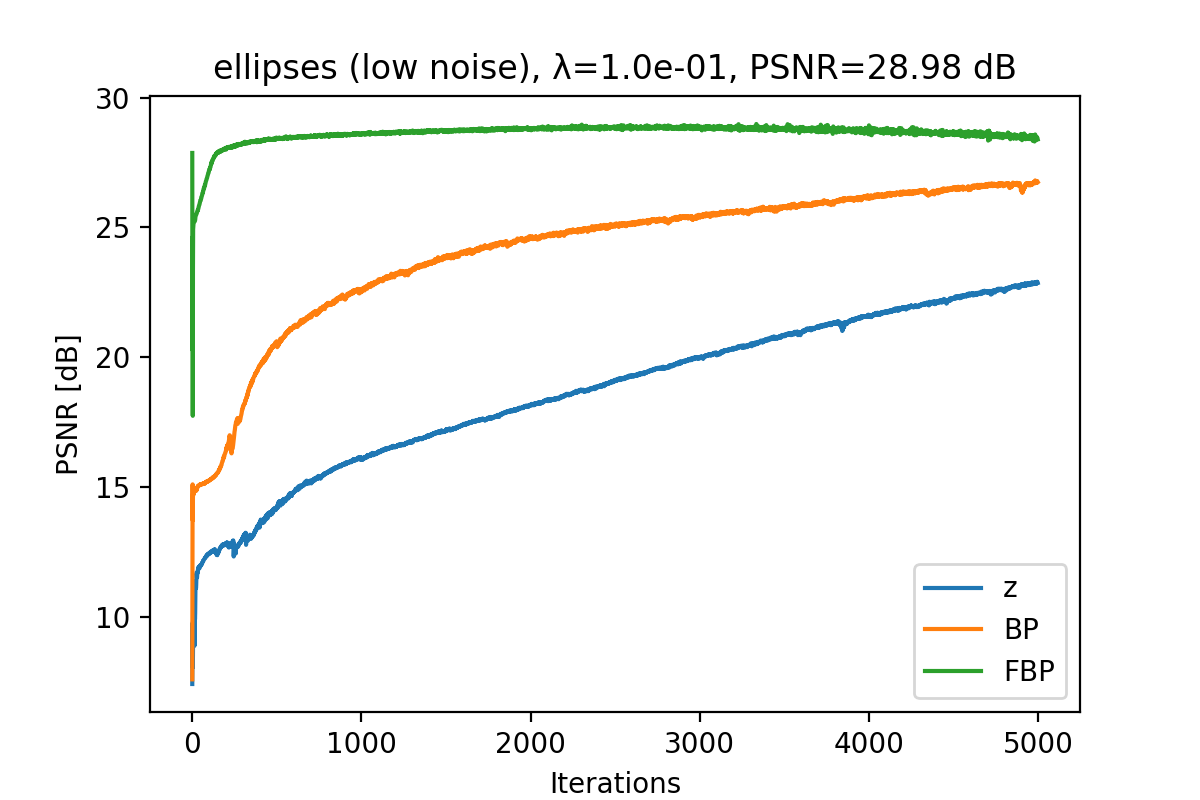 ellipses (low noise), λ=1.0e-01, PSNR=28.98 dB
30
25
20
15
10
PSNR [dB]
z
BP
FBP
0 1000 2000 3000 4000 5000
Iterations